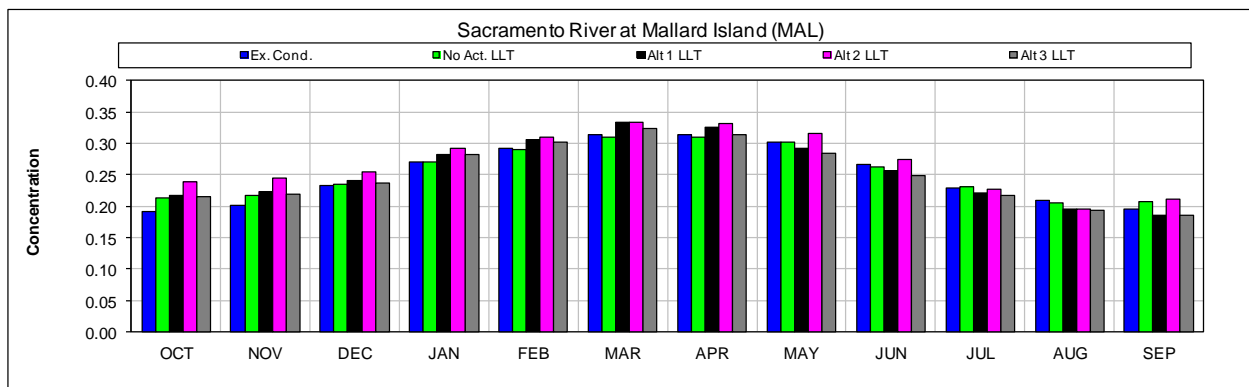 Sacramento River at Mallard Island (MAL)
Ex. Cond. No Act. LLT Alt 1 LLT Alt 2 LLT Alt 3 LLT
Concentration
0.40
0.35
0.30
0.25
0.20
0.15
0.10
0.05
0.00
OCT NOV DEC JAN FEB MAR APR MAY JUN JUL AUG SEP